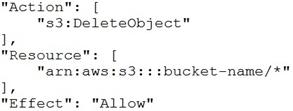 "Action": [
    "s3:DeleteObject"
],
"Resource": [
    "arn:aws:s3:::bucket-name/*"
],
"Effect": "Allow"